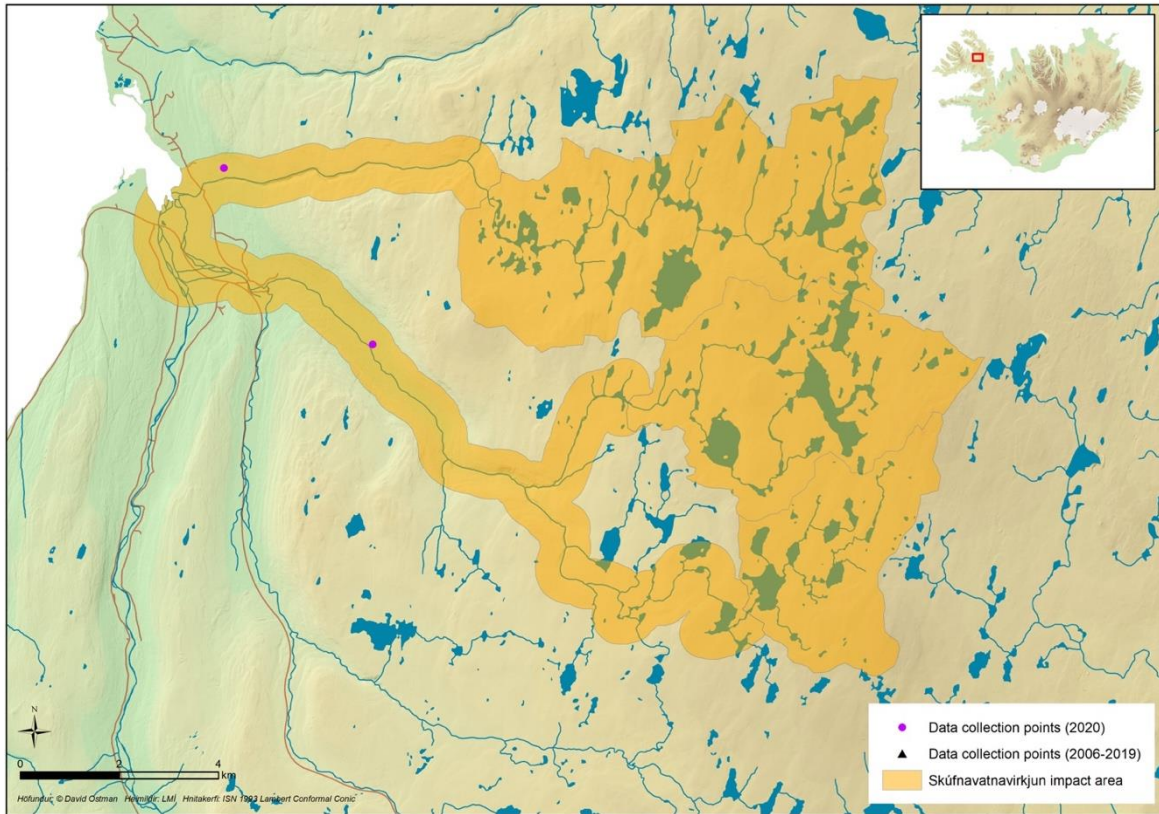 Data collection points (2020)
Data collection points (2006-2019)
Skúfnavatnavirkjun impact area
N
0 2 4
km
Höfundur: © David Ostman Heimildir: LMÍ Hnitakerfi: ISN 1993 Lambert Conformal Conic